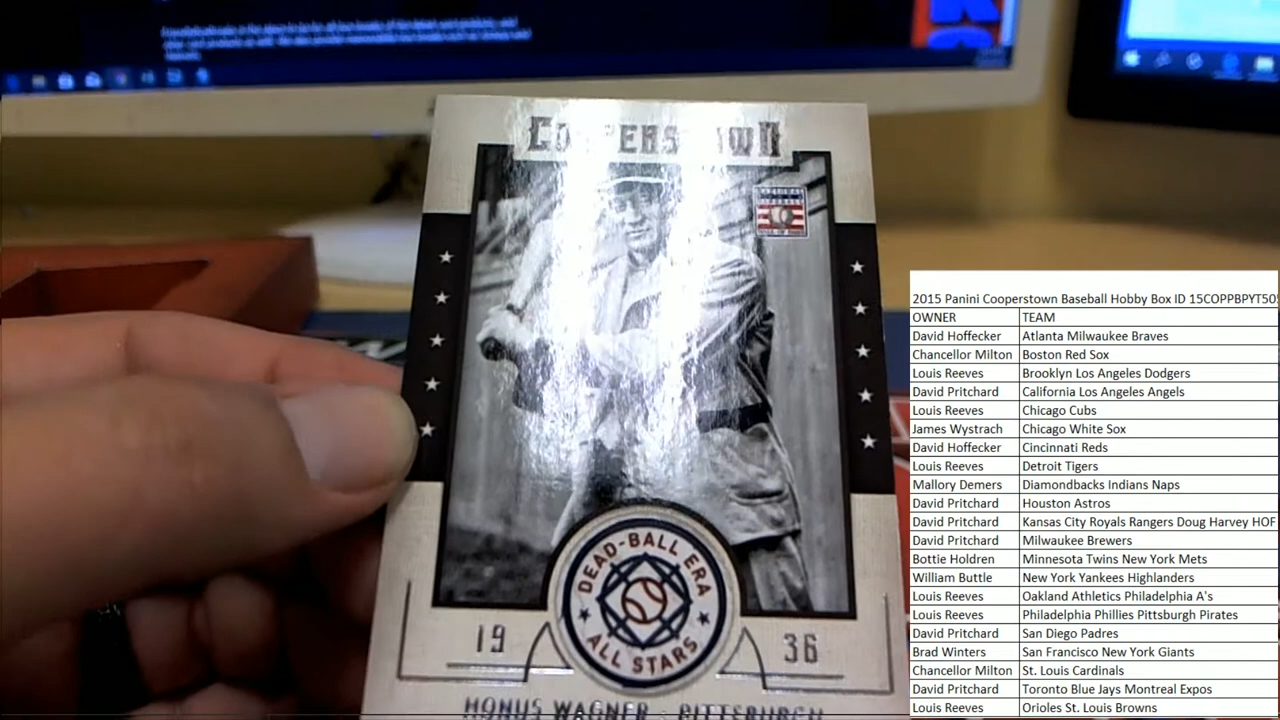 COOPERSTOWN
DEAD-BALL ERA
ALL STARS
19 36
HONUS WAGNER - PITTSBURGH
2015 Panini Cooperstown Baseball Hobby Box ID 15COPPBPYT50
OWNER TEAM
David Hoffecker Atlanta Milwaukee Braves
Chancellor Milton Boston Red Sox
Louis Reeves Brooklyn Los Angeles Dodgers
David Pritchard California Los Angeles Angels
Louis Reeves Chicago Cubs
James Wystrach Chicago White Sox
David Hoffecker Cincinnati Reds
Louis Reeves Detroit Tigers
Mallory Demers Diamondbacks Indians Naps
David Pritchard Houston Astros
David Pritchard Kansas City Royals Rangers Doug Harvey HOF
David Pritchard Milwaukee Brewers
Bottie Holdren Minnesota Twins New York Mets
William Buttle New York Yankees Highlanders
Louis Reeves Oakland Athletics Philadelphia A's
Louis Reeves Philadelphia Phillies Pittsburgh Pirates
David Pritchard San Diego Padres
Brad Winters San Francisco New York Giants
Chancellor Milton St. Louis Cardinals
David Pritchard Toronto Blue Jays Montreal Expos
Louis Reeves Orioles St. Louis Browns